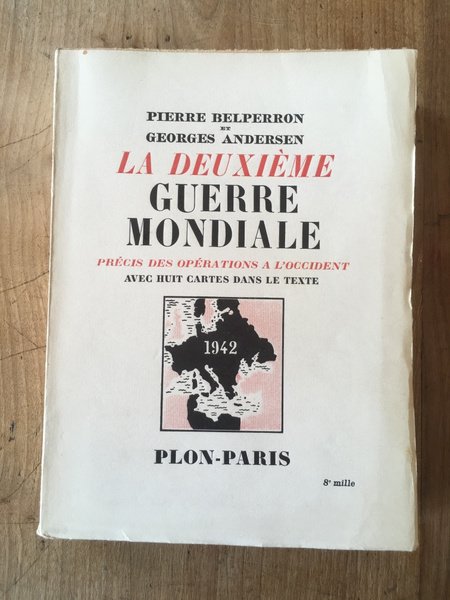 PIERRE BELPERRON
ET
GEORGES ANDERSEN
LA DEUXIÈME
GUERRE
MONDIALE
PRÉCIS DES OPÉRATIONS A L'OCCIDENT
AVEC HUIT CARTES DANS LE TEXTE
1942
PLON-PARIS
8e mille